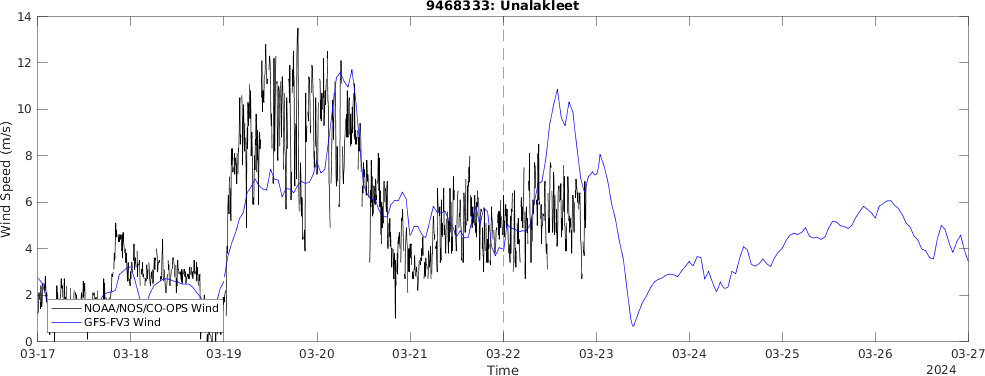 9468333: Unalakleet
14
12
10
8
6
4
2
0
Wind Speed (m/s)
NOAA/NOS/CO-OPS Wind
GFS-FV3 Wind
03-17 03-18 03-19 03-20 03-21 03-22 03-23 03-24 03-25 03-26 03-27
Time
2024